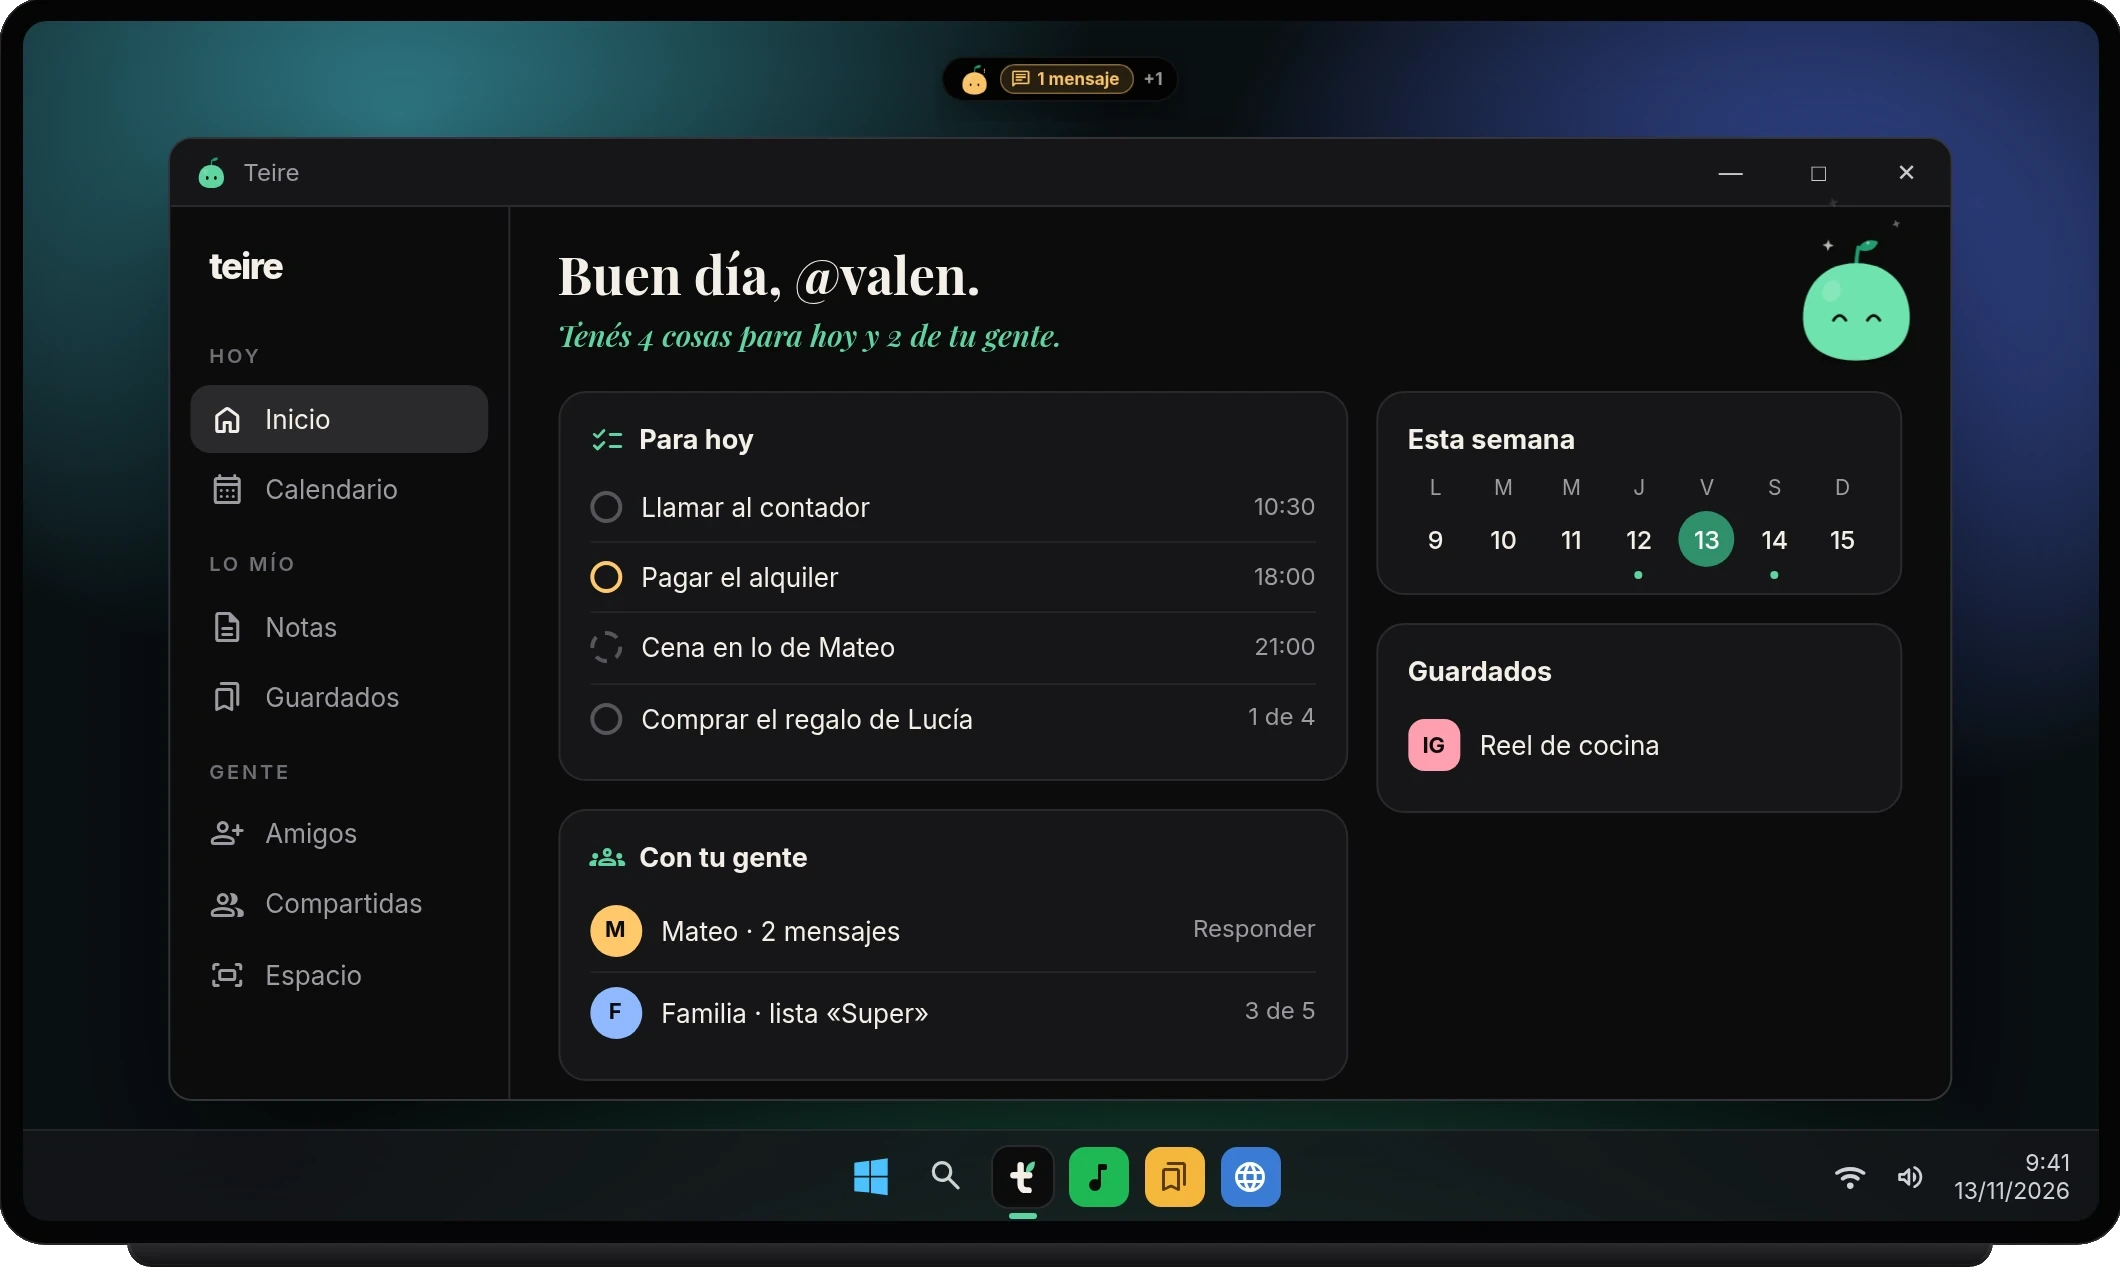 1 mensaje +1
Teire
teire
HOY
Inicio
Calendario
LO MÍO
Notas
Guardados
GENTE
Amigos
Compartidas
Espacio
Buen día, @valen.
Tenés 4 cosas para hoy y 2 de tu gente.
Para hoy
Llamar al contador 10:30
Pagar el alquiler 18:00
Cena en lo de Mateo 21:00
Comprar el regalo de Lucía 1 de 4
Con tu gente
M Mateo · 2 mensajes Responder
F Familia · lista «Super» 3 de 5
Esta semana
L M M J V S D
9 10 11 12 13 14 15
Guardados
IG Reel de cocina
t
9:41
13/11/2026